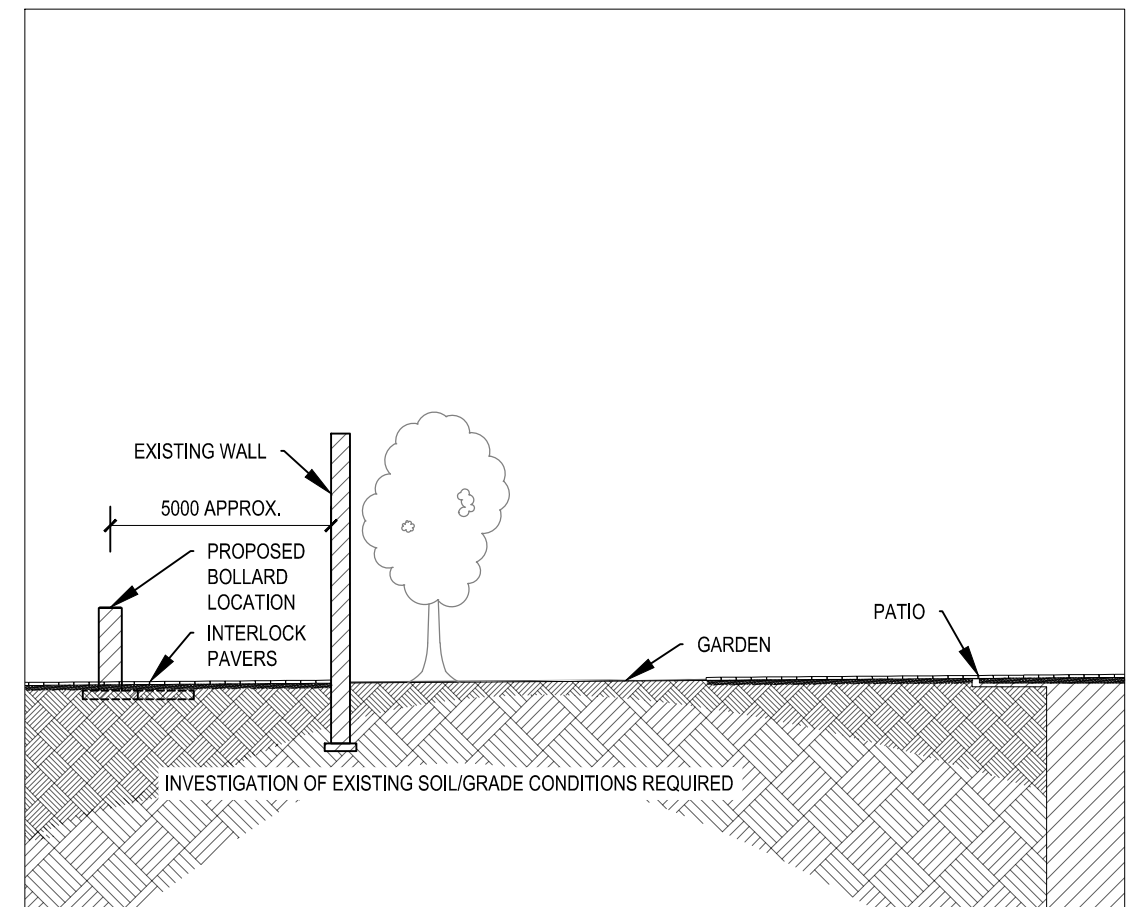 EXISTING WALL
5000 APPROX.
PROPOSED
BOLLARD
LOCATION
INTERLOCK
PAVERS
GARDEN
PATIO
INVESTIGATION OF EXISTING SOIL/GRADE CONDITIONS REQUIRED